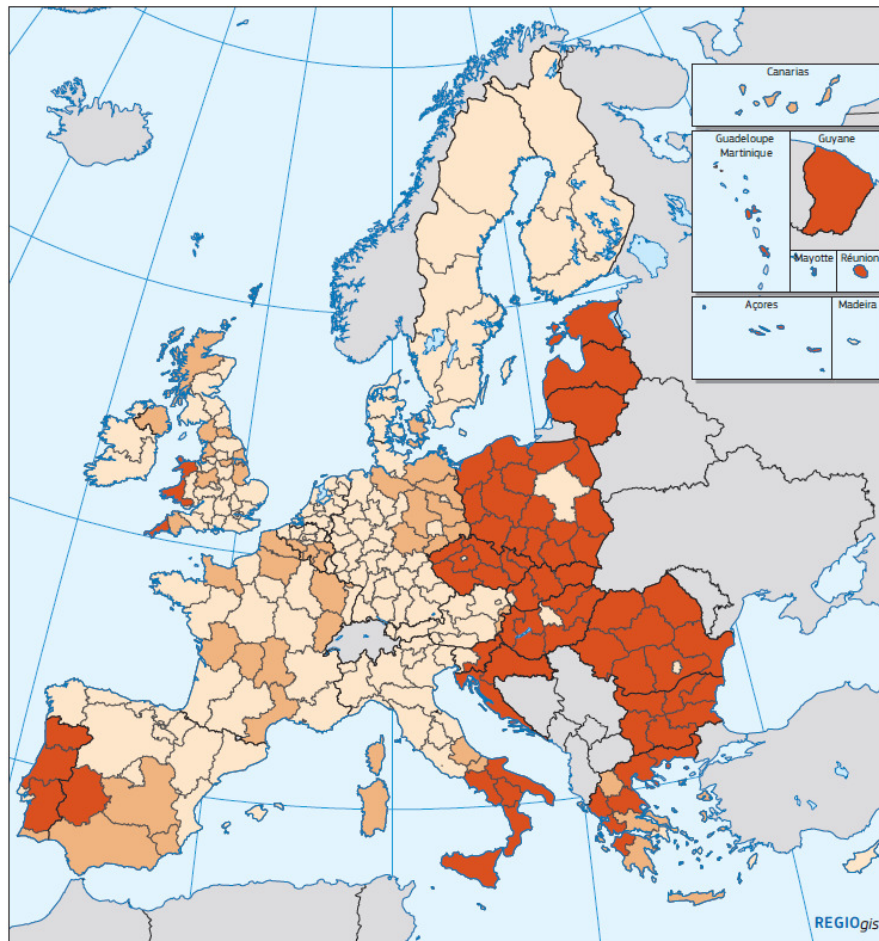 Canarias
Guadeloupe
Martinique
Guyane
Mayotte
Réunion
Açores
Madeira
REGIOgis